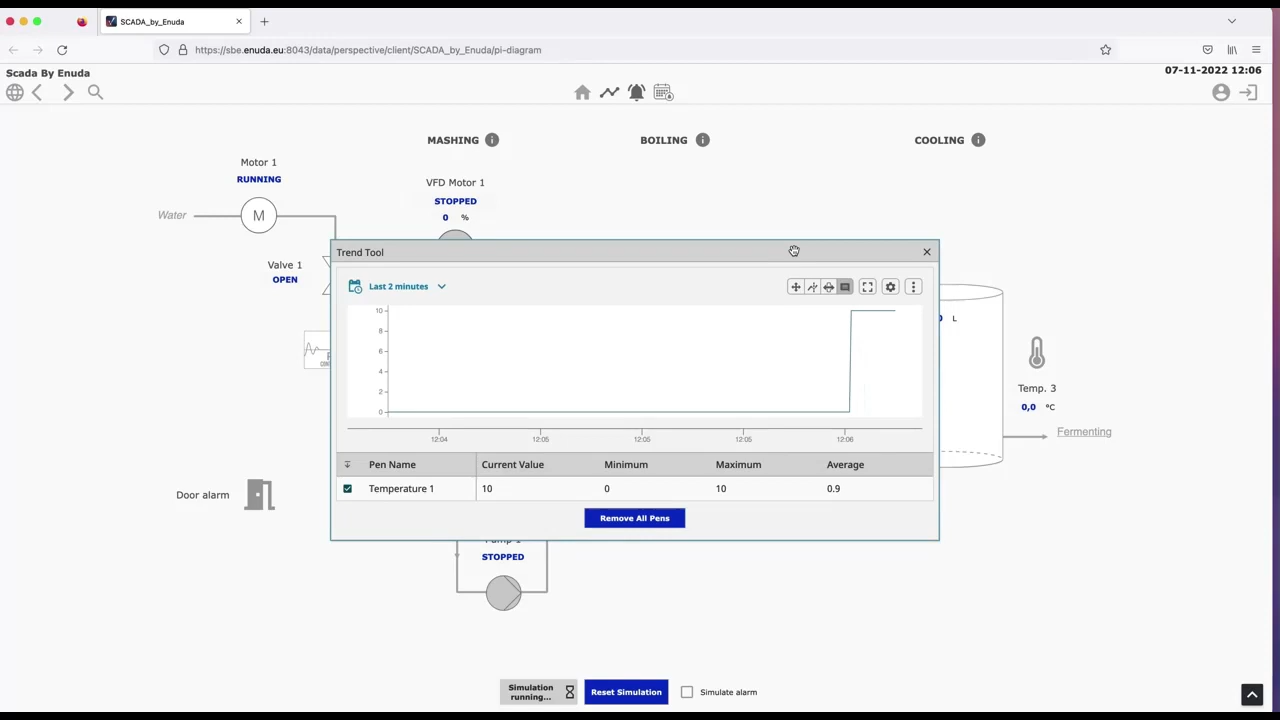 SCADA_by_Enuda
https://sbe.enuda.eu:8043/data/perspective/client/SCADA_by_Enuda/pi-diagram
Scada By Enuda
07-11-2022 12:06
MASHING
BOILING
COOLING
Motor 1
RUNNING
Water
M
VFD Motor 1
STOPPED
0 %
Valve 1
OPEN
Trend Tool
Last 2 minutes
10
8
6
4
2
0
12:04
12:05
12:05
12:05
12:06
Pen Name Current Value Minimum Maximum Average
Temperature 1 10 0 10 0.9
Remove All Pens
L
Temp. 3
0,0 °C
Fermenting
Door alarm
STOPPED
Simulation running...
Reset Simulation
Simulate alarm